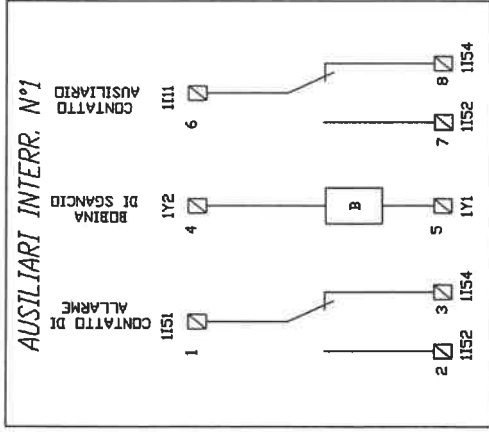 AUSILIARI INTERR. N°1
CONTATTO DI
ALLARME
BOBINA
DI SGANCIO
CONTATTO
AUSILIARIO
1I51
1Y2
1I11
1
4
6
B
2
3
5
7
8
1I52
1I54
1Y1
1I52
1I54